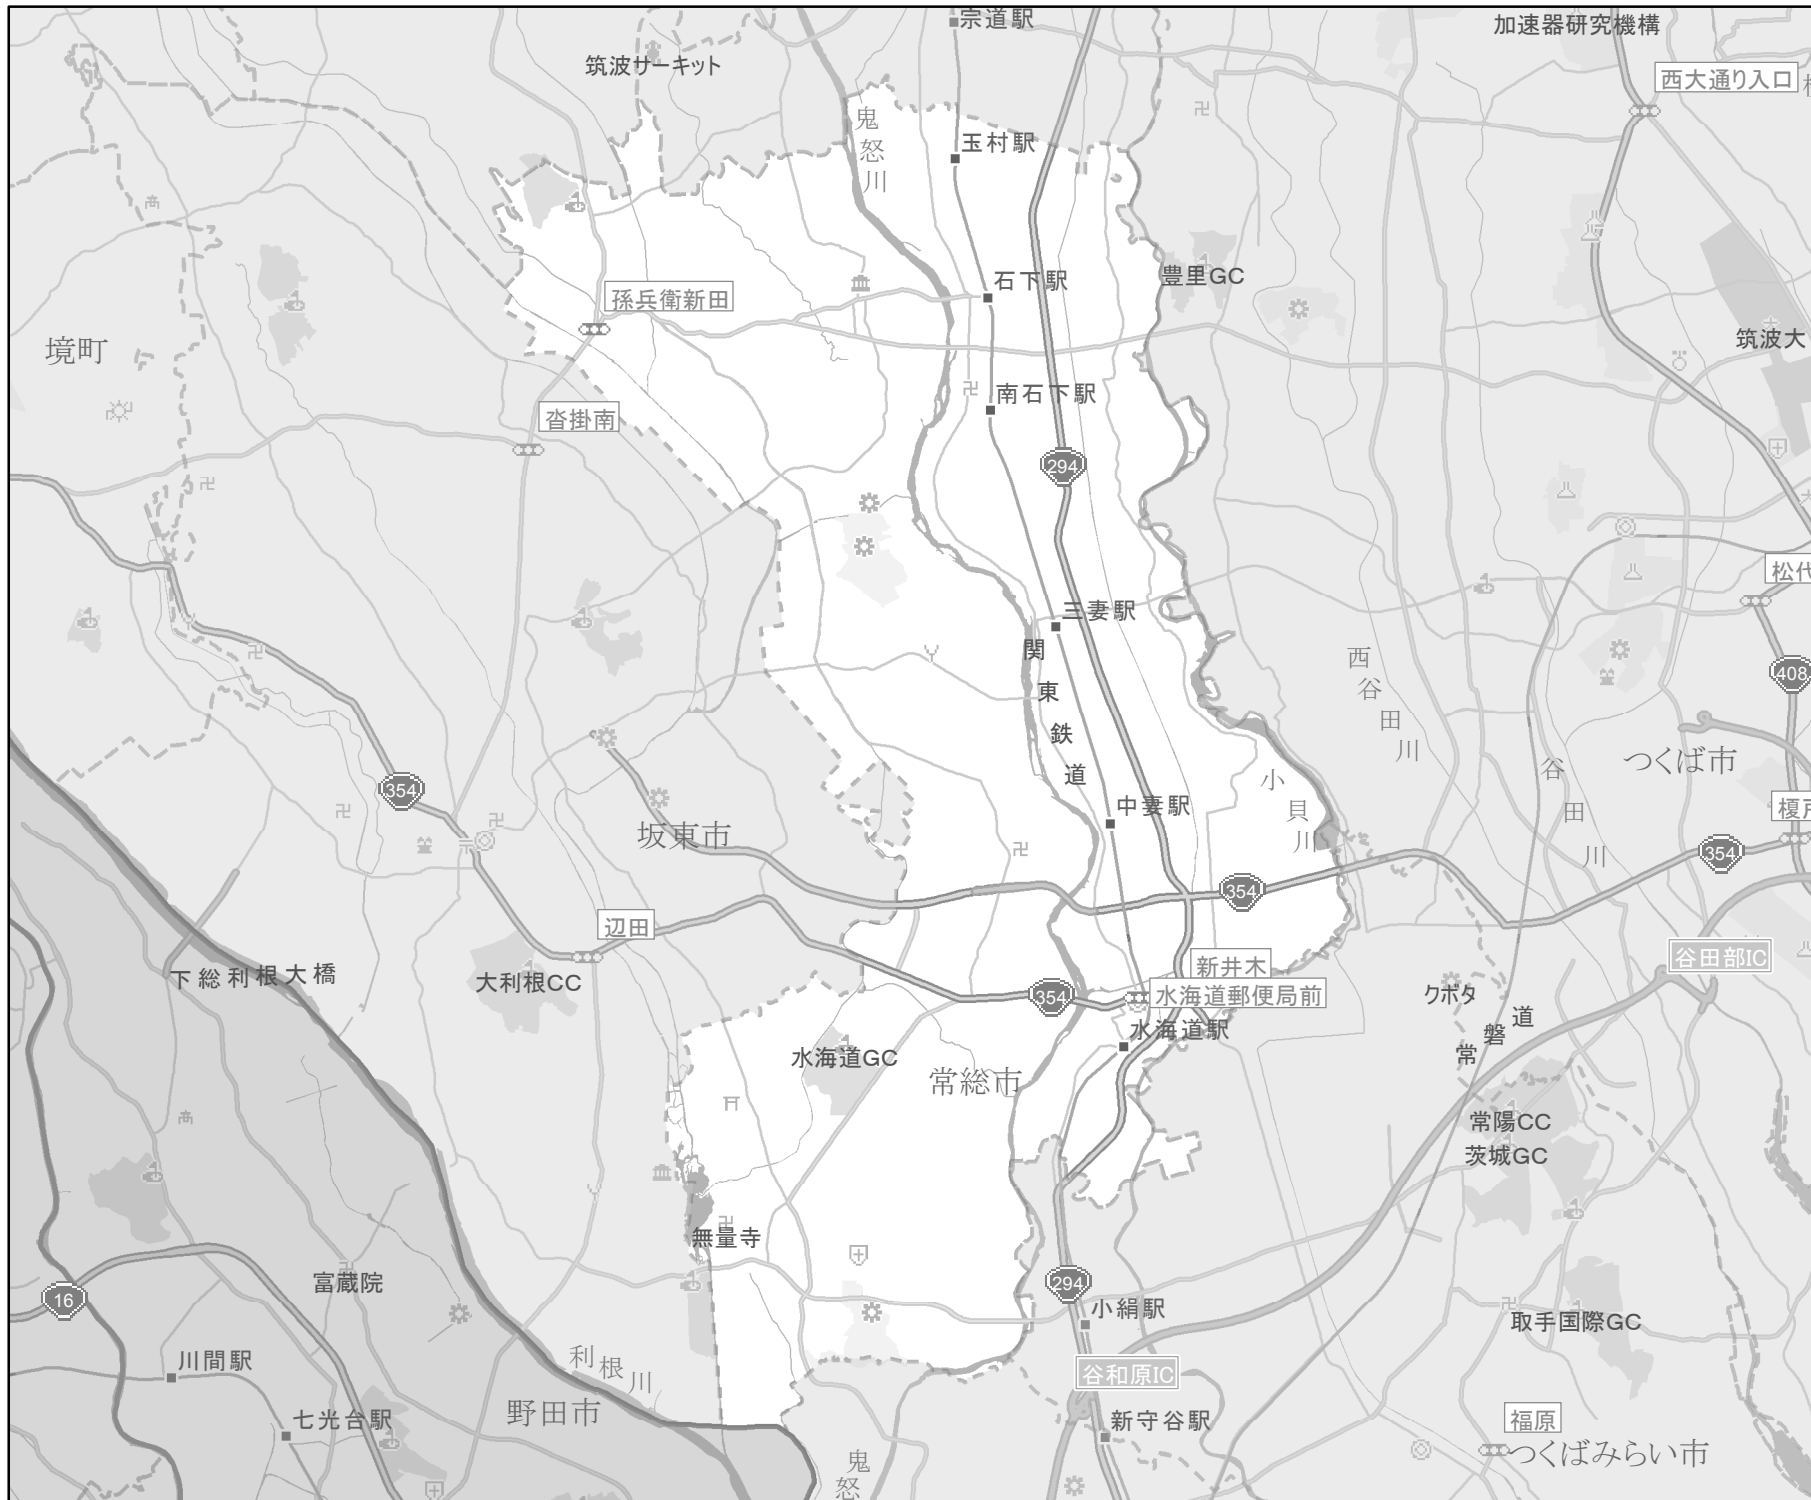 宗道駅
加速器研究機構
筑波サーキット
西大通り入口
鬼怒川
玉村駅
石下駅
豊里GC
孫兵衛新田
境町
筑波大
南石下駅
沓掛南
294
松代
三妻駅
関東鉄道
西谷田川
408
つくば市
谷田川
小貝川
354
中妻駅
坂東市
榎戸
354
354
辺田
新井木
谷田部IC
下総利根大橋
大利根CC
354
水海道郵便局前
クボタ
水海道駅
常磐道
水海道GC
常総市
常陽CC
茨城GC
無量寺
富蔵院
294
16
小絹駅
取手国際GC
川間駅
利根川
谷和原IC
七光台駅
野田市
新守谷駅
福原
つくばみらい市
鬼怒